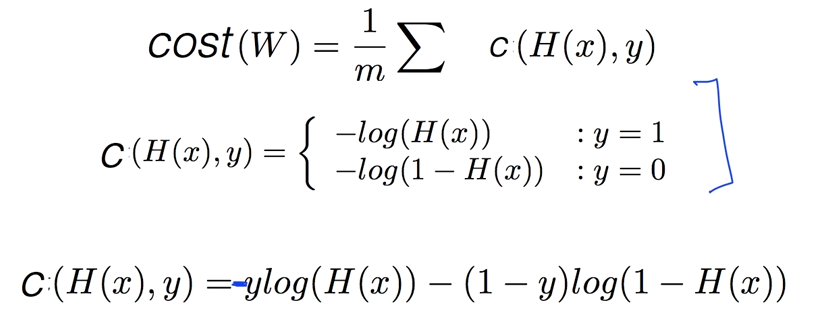 cost(W) = 1/m ∑ c(H(x), y)
C(H(x), y) = { −log(H(x)) : y = 1
−log(1 − H(x)) : y = 0
C(H(x), y) = -ylog(H(x)) − (1 − y)log(1 − H(x))